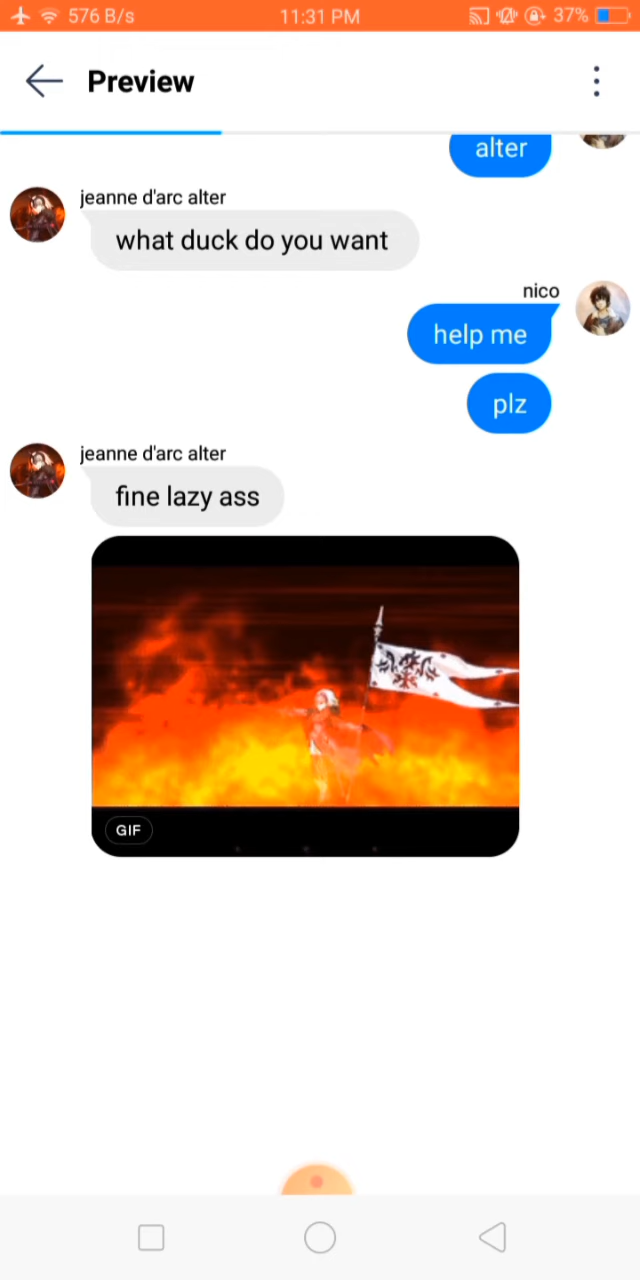 576 B/s 11:31 PM 37%
Preview
alter
jeanne d'arc alter
what duck do you want
nico
help me
plz
jeanne d'arc alter
fine lazy ass
GIF